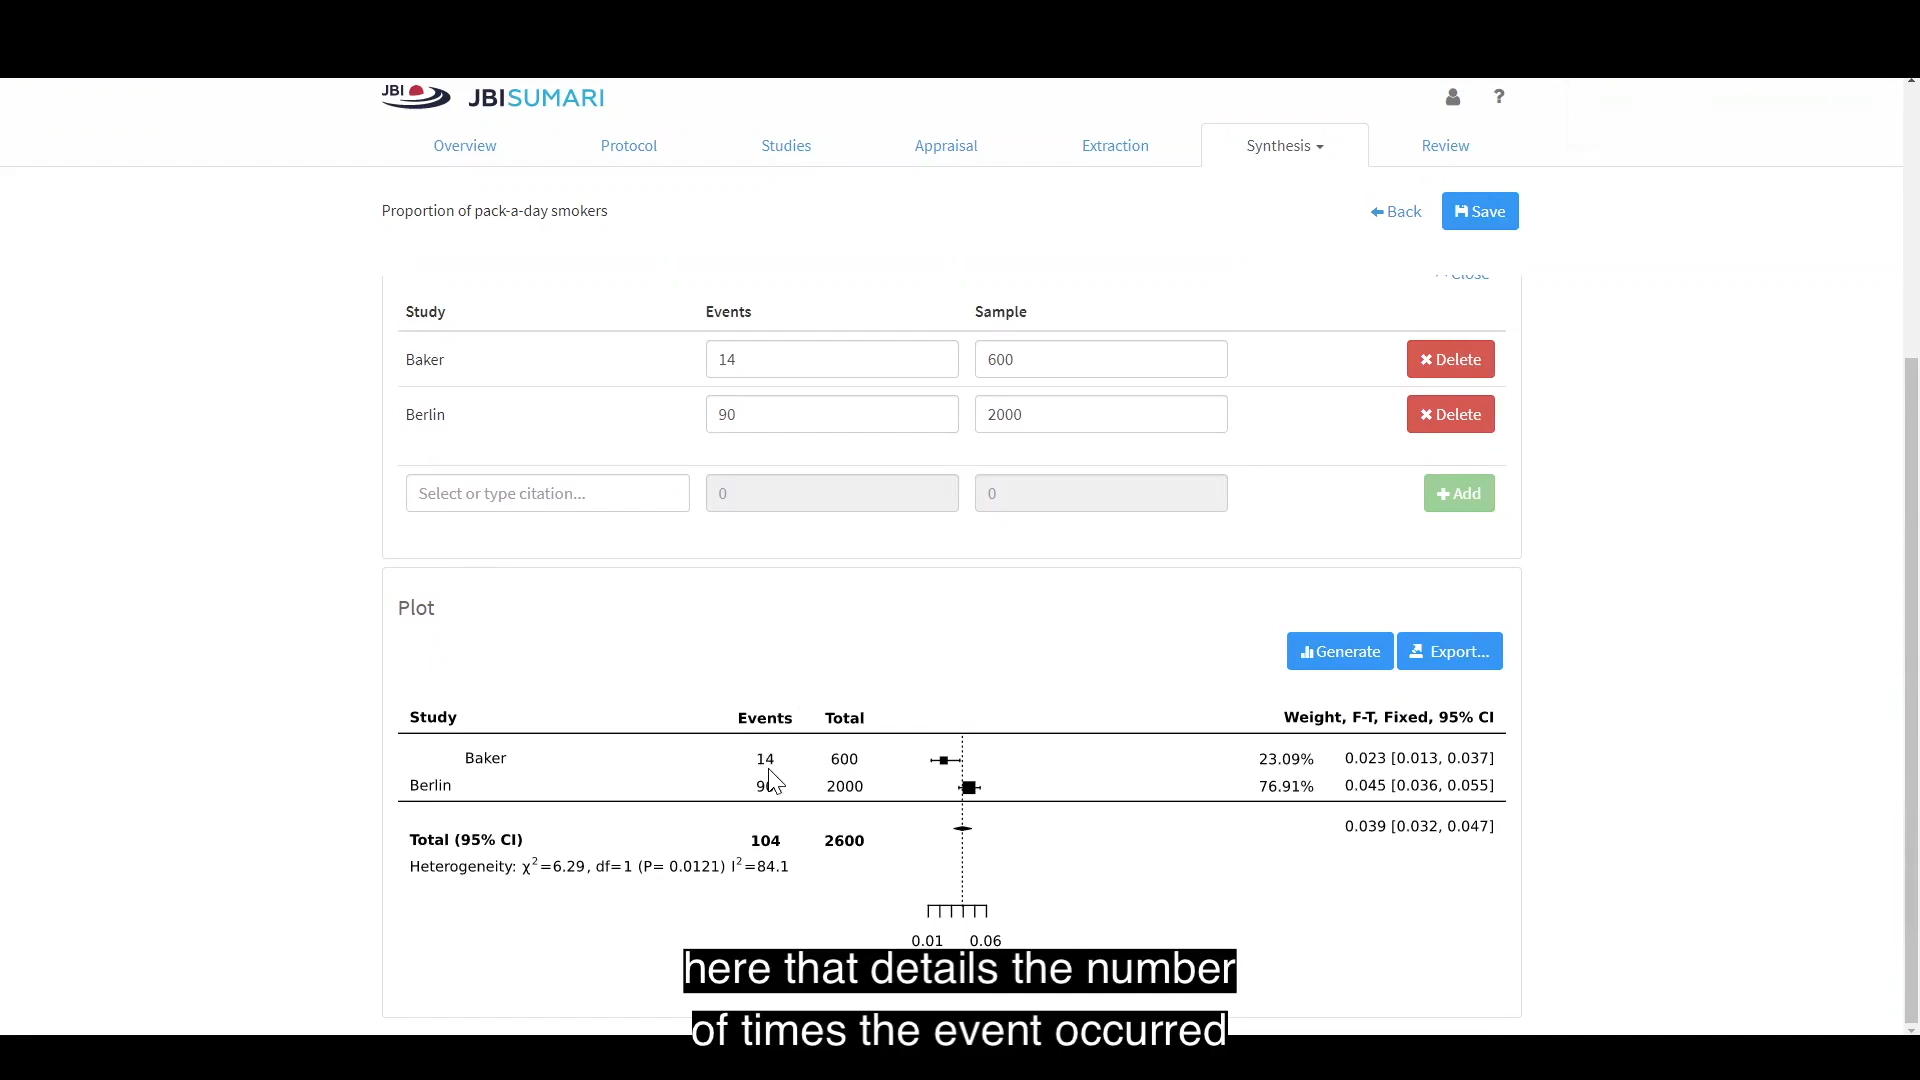 JBI JBISUMARI ?
Overview Protocol Studies Appraisal Extraction Synthesis Review
Proportion of pack-a-day smokers Back Save
Close
Study Events Sample
Baker 14 600 Delete
Berlin 90 2000 Delete
Select or type citation... 0 0 Add
Plot
Generate Export...
Study Events Total Weight, F-T, Fixed, 95% CI
Baker 14 600 23.09% 0.023 [0.013, 0.037]
Berlin 90 2000 76.91% 0.045 [0.036, 0.055]
0.039 [0.032, 0.047]
Total (95% CI) 104 2600
Heterogeneity: χ²=6.29, df=1 (P= 0.0121) I²=84.1
0.01 0.06
here that details the number
of times the event occurred